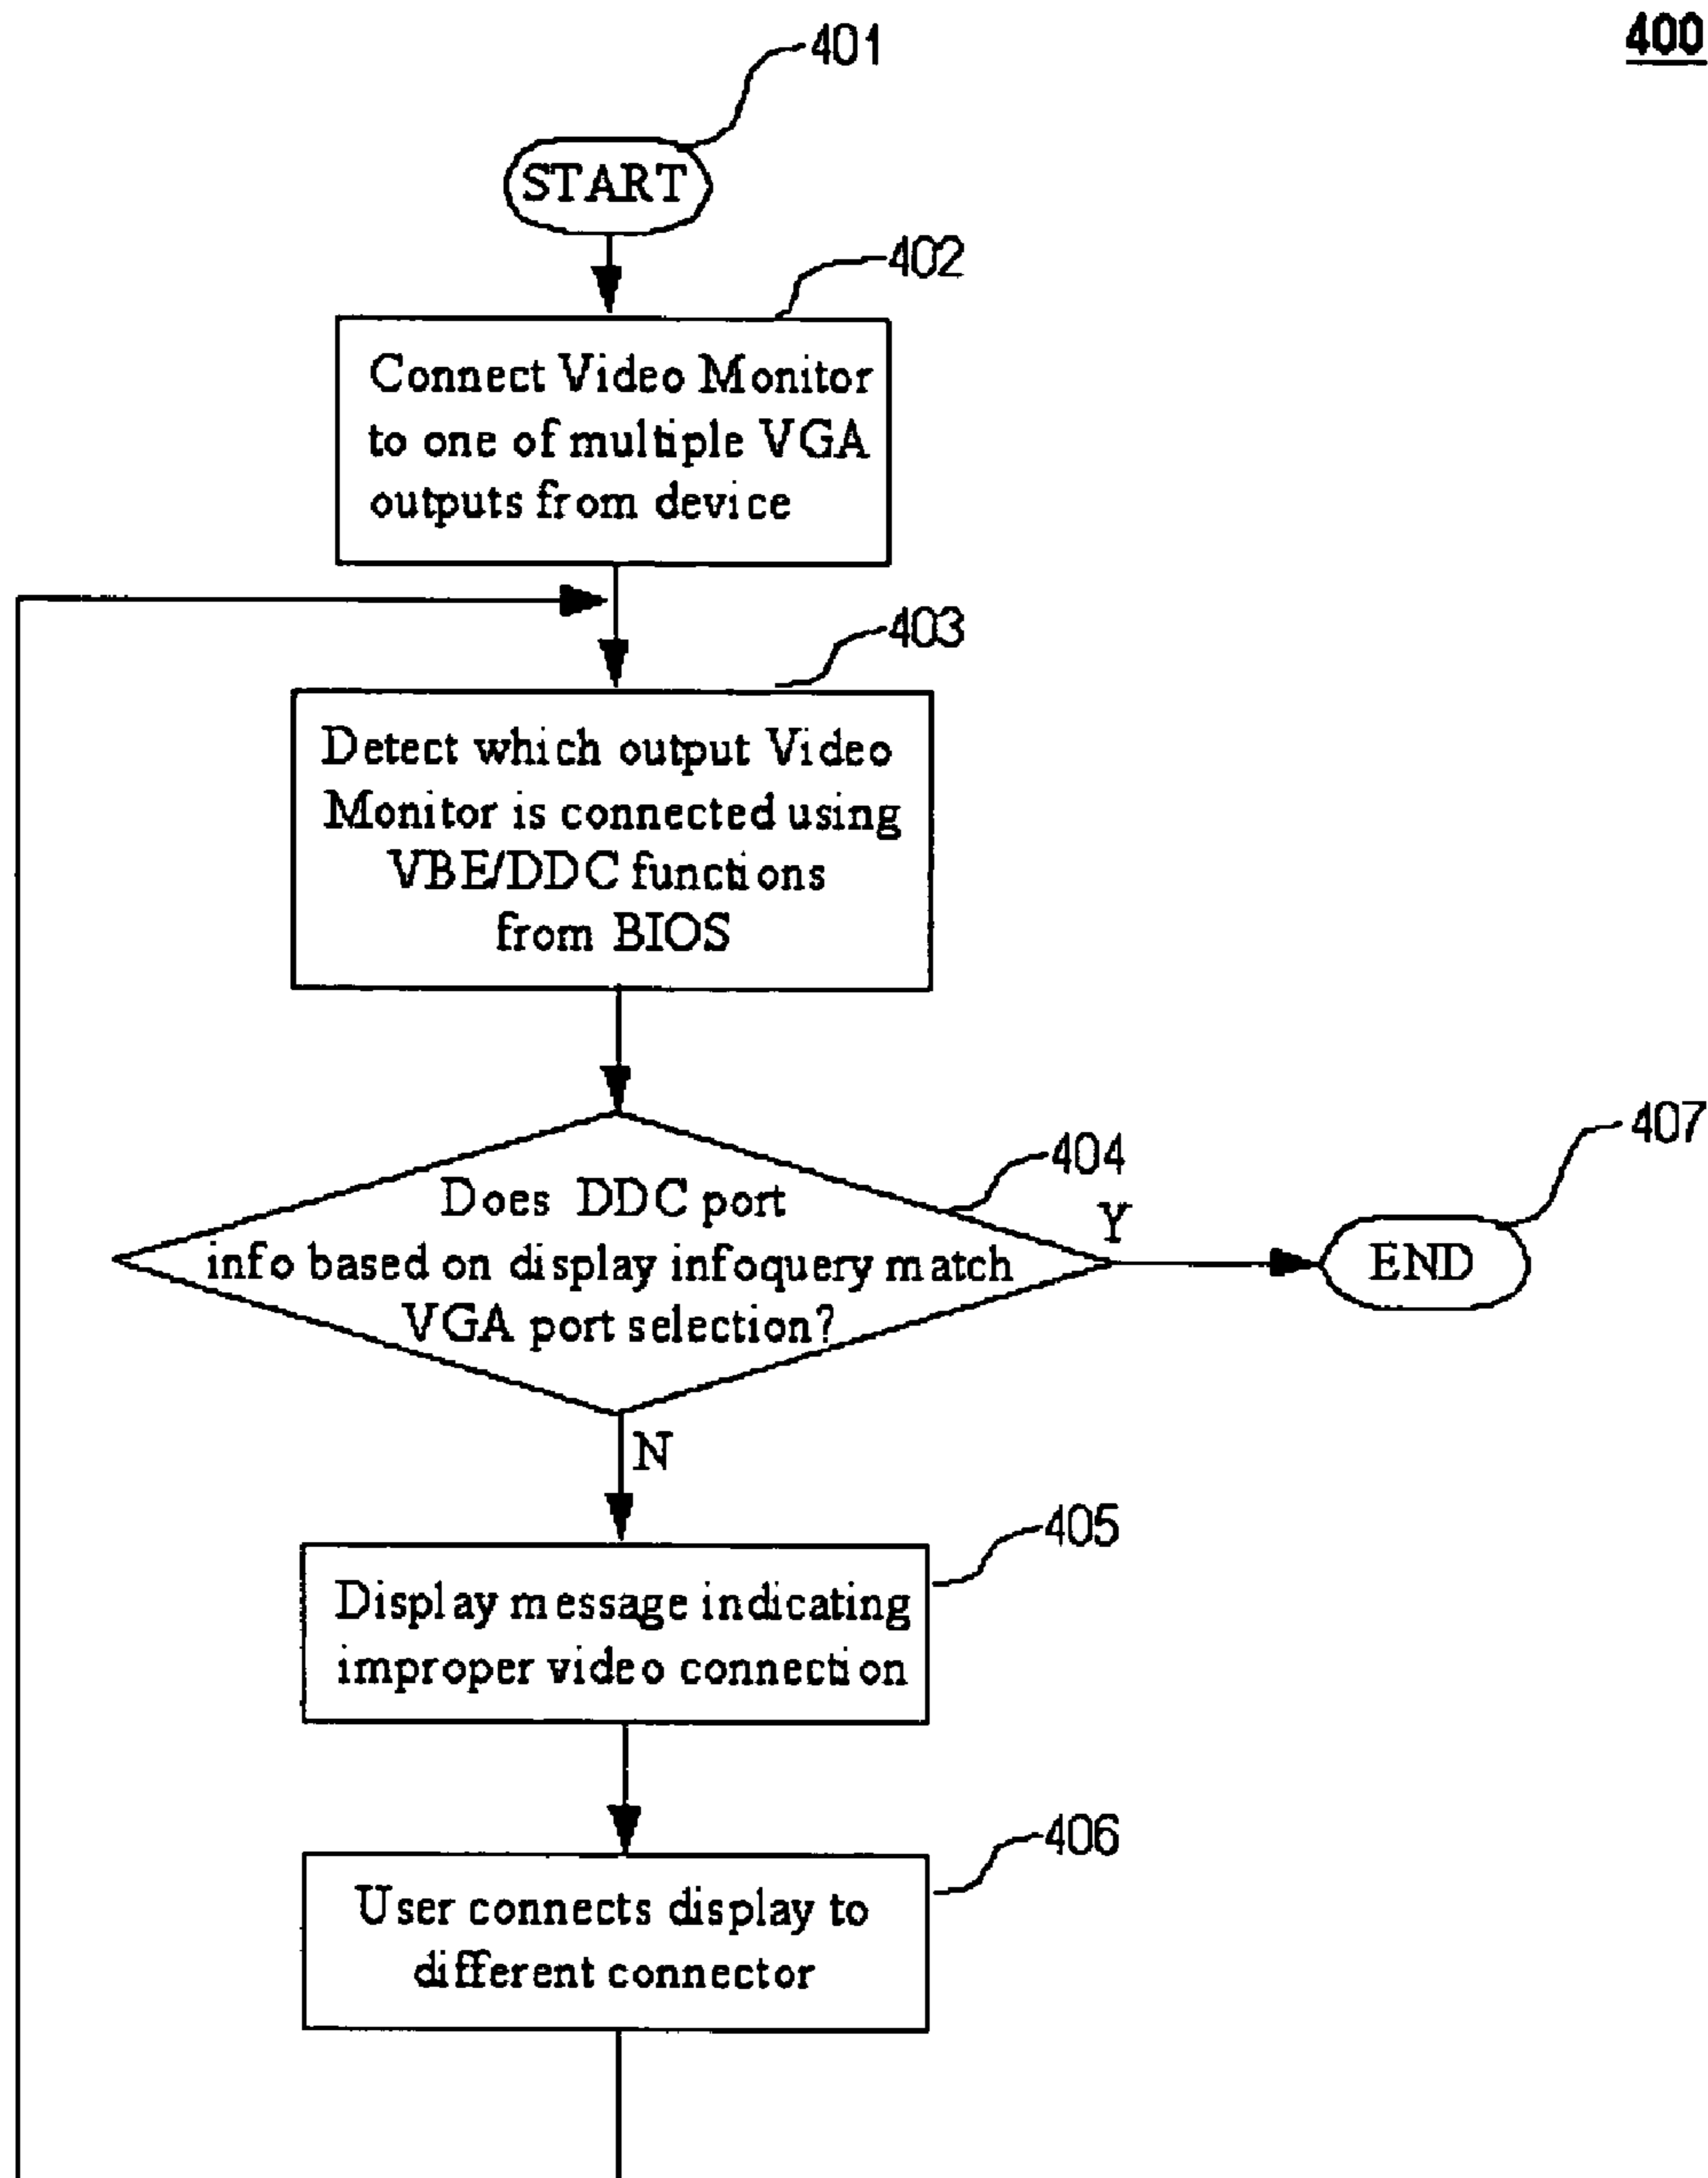 400
401
START
402
Connect Video Monitor
to one of multiple VGA
outputs from device
403
Detect which output Video
Monitor is connected using
VBE/DDC functions
from BIOS
404
Does DDC port
info based on display infoquery match
VGA port selection?
Y
407
END
N
405
Display message indicating
improper video connection
406
User connects display to
different connector